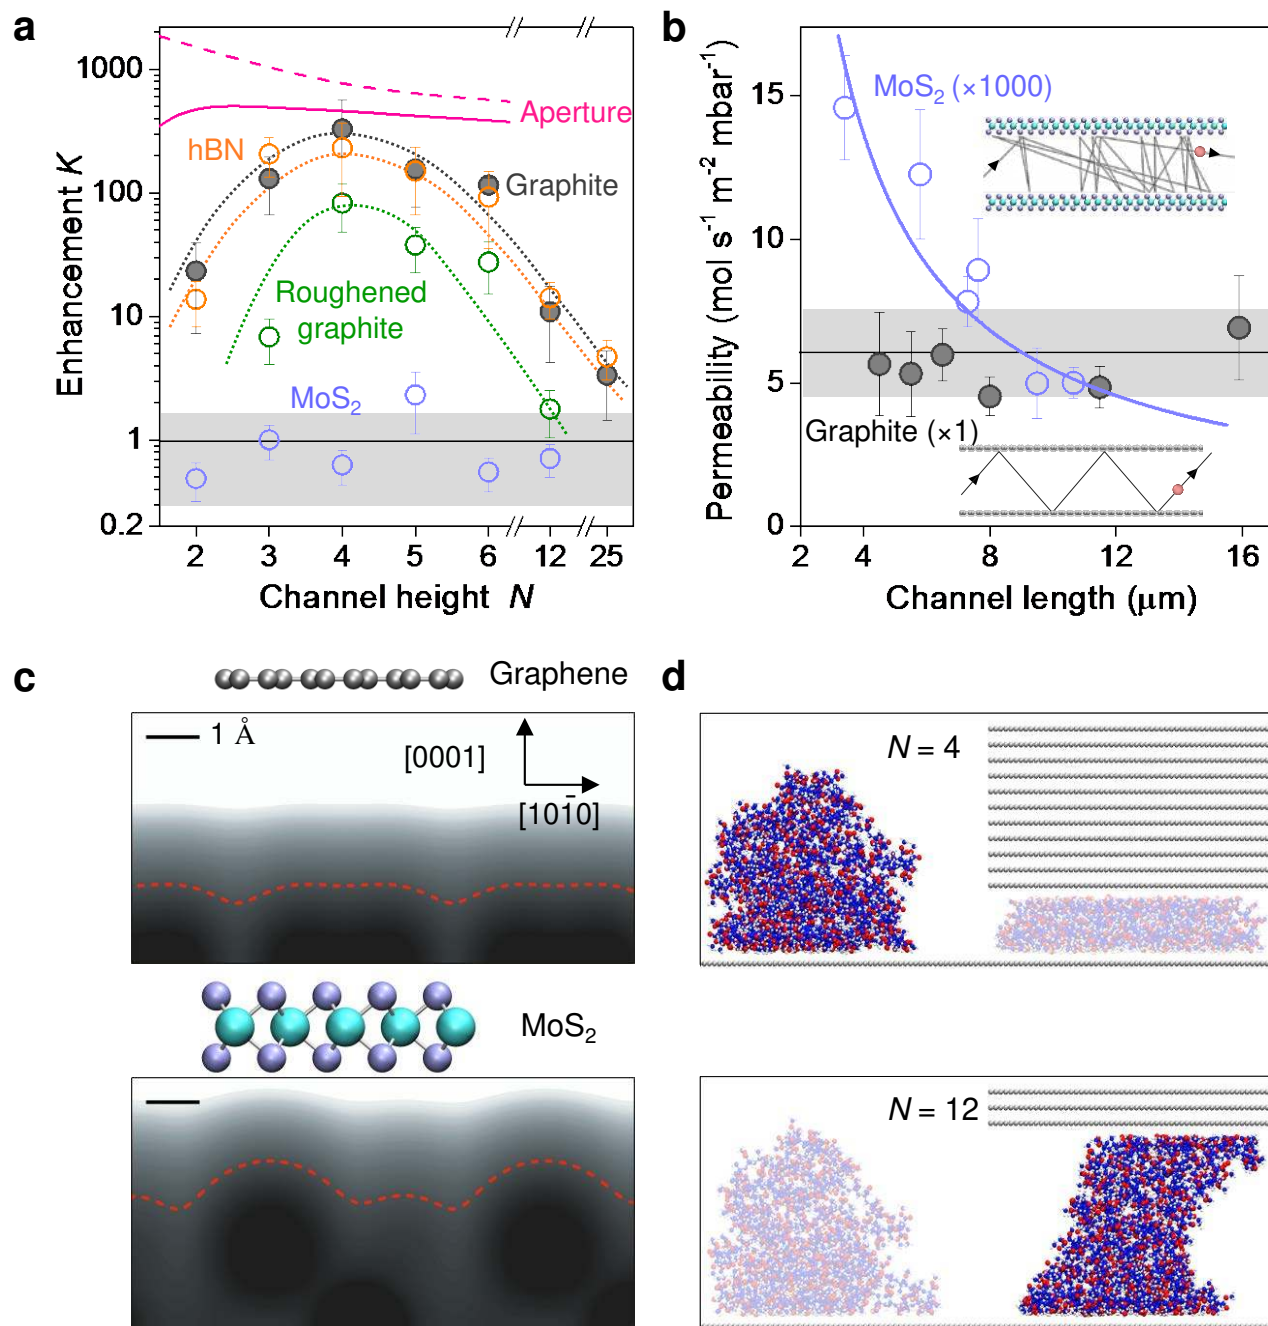 a
1000
100
10
1
0.2
Enhancement K
Aperture
hBN
Graphite
Roughened
graphite
MoS₂
2 3 4 5 6 12 25
Channel height N
b
15
10
5
0
Permeability (mol s⁻¹ m⁻² mbar⁻¹)
MoS₂ (×1000)
Graphite (×1)
2 4 8 12 16
Channel length (μm)
c
Graphene
1 Å
[0001]
[101̄0]
MoS₂
d
N = 4
N = 12